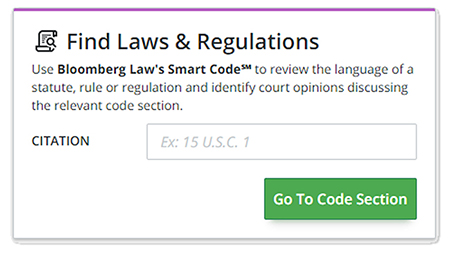 Find Laws & Regulations
Use Bloomberg Law's Smart Code℠ to review the language of a
statute, rule or regulation and identify court opinions discussing
the relevant code section.
CITATION
Ex: 15 U.S.C. 1
Go To Code Section